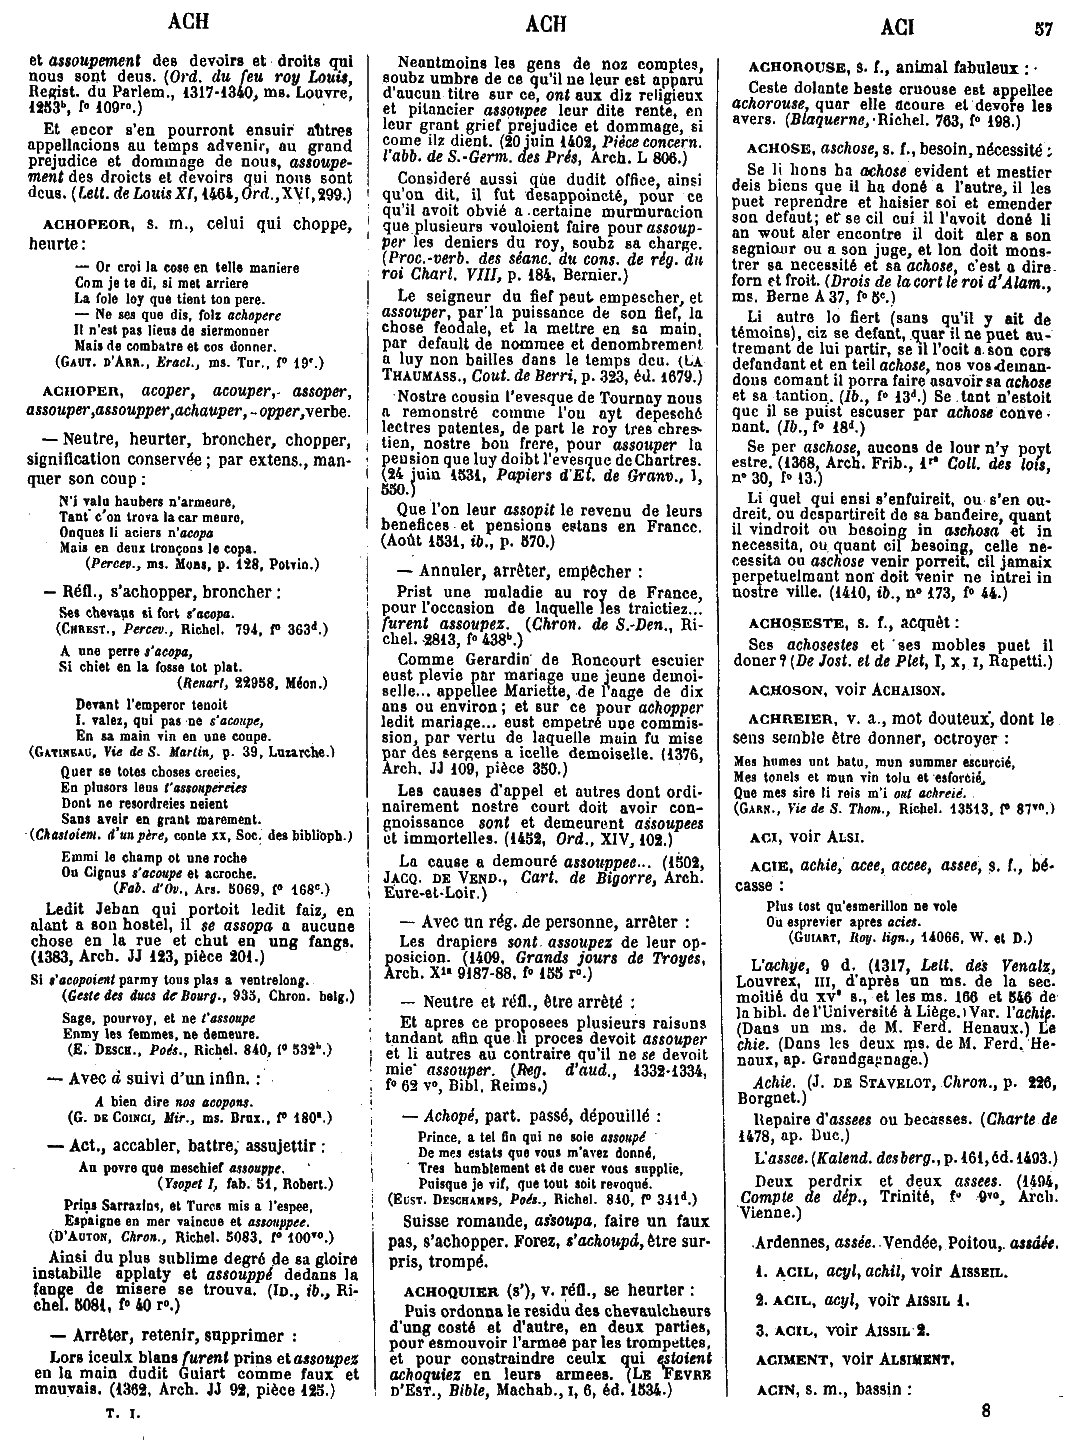 ACH
ACH
ACI
57
et assoupement des devoirs et droits qui
nous sont deus. (Ord. du feu roy Louis,
Regist. du Parlem., 1317-1340, ms. Louvre,
1253b, fo 109ro.)
Et encor s'en pourront ensuir autres
appellacions au temps advenir, au grand
prejudice et dommage de nous, assoupe-
ment des droicts et devoirs qui nous sont
deus. (Lett. de Louis XI, 1464, Ord., XVI, 299.)
ACHOPEOR, s. m., celui qui choppe,
heurte :
— Or croi la cose en telle maniere
Com je te di, si met arriere
La fole loy que tient ton pere.
— Ne ses que dis, folz achopere
Il n'est pas lieus de siermonner
Mais de combatre et cos donner.
(GAUT. D'ARR., Eracl., ms. Tur., fo 19c.)
ACHOPER, acoper, acouper, - assoper,
assouper, assoupper, achauper, - opper, verbe.
— Neutre, heurter, broncher, chopper,
signification conservée ; par extens., man-
quer son coup :
N'i valu haubers n'armeure,
Tant c'on trova la car meure,
Onques li aciers n'acopa
Mais en deux tronçons le copa.
(Percev., ms. Mons, p. 128, Potvin.)
— Réfl., s'achopper, broncher :
Ses chevaus si fort s'acopa.
(CHREST., Percev., Richel. 794, fo 363d.)
A une perre s'acopa,
Si chiet en la fosse tot plat.
(Renart, 22958, Méon.)
Devant l'emperor tenoit
I. valez, qui pas ne s'acoupe,
En sa main vin en une coupe.
(GATINEAU, Vie de S. Martin, p. 39, Luzarche.)
Quer se totes choses creeies,
En plusors leus t'assoupereies
Dont ne resordreies neient
Sans aveir en grant marement.
(Chastoiem. d'un père, conte XX, Soc. des biblioph.)
Emmi le champ ot une roche
Ou Cignus s'acoupe et acroche.
(Fab. d'Ov., Ars. 5069, fo 168c.)
Ledit Jehan qui portoit ledit faiz, en
alant a son hostel, il se assopa a aucune
chose en la rue et chut en ung fangs.
(1383, Arch. JJ 123, pièce 201.)
Si s'acopoient parmy tous plas a ventrelong.
(Geste des ducs de Bourg., 935, Chron. belg.)
Sage, pourvoy, et ne t'assoupe
Enmy les femmes, ne demeure.
(E. DESCH., Poés., Richel. 840, fo 532b.)
— Avec à suivi d'un infin. :
A bien dire nos acopons.
(G. DE COINCI, Mir., ms. Brux., fo 180a.)
— Act., accabler, battre, assujettir :
Au povre que meschief assouppe.
(Ysopet I, fab. 51, Robert.)
Prins Sarrazins, et Turcs mis a l'espee,
Espaigne en mer vaincue et assouppee.
(D'AUTON, Chron., Richel. 5083, fo 100vo.)
Ainsi du plus sublime degré de sa gloire
instabille applaty et assouppé dedans la
fange de misere se trouva. (ID., ib., Ri-
chel. 5081, fo 40 ro.)
— Arrêter, retenir, supprimer :
Lors iceulx blans furent prins et assoupez
en la main dudit Guiart comme faux et
mauvais. (1362, Arch. JJ 92, pièce 125.)
T. I.
Neantmoins les gens de noz comptes,
soubz umbre de ce qu'il ne leur est apparu
d'aucun titre sur ce, ont aux diz religieux
et pitancier assoupee leur dite rente, en
leur grant grief prejudice et dommage, si
come ilz dient. (20 juin 1402, Pièce concern.
l'abb. de S.-Germ. des Prés, Arch. L 806.)
Consideré aussi que dudit office, ainsi
qu'on dit, il fut desappoincté, pour ce
qu'il avoit obvié a certaine murmuracion
que plusieurs vouloient faire pour assoup-
per les deniers du roy, soubz sa charge.
(Proc.-verb. des séanc. du cons. de rég. du
roi Charl. VIII, p. 184, Bernier.)
Le seigneur du fief peut empescher, et
assouper, par la puissance de son fief, la
chose feodale, et la mettre en sa main,
par default de nommee et denombrement
a luy non bailles dans le temps deu. (LA
THAUMASS., Cout. de Berri, p. 323, éd. 1679.)
Nostre cousin l'evesque de Tournay nous
a remonstré comme l'on ayt depesché
lectres patentes, de part le roy tres chres-
tien, nostre bon frere, pour assouper la
pension que luy doibt l'evesque de Chartres.
(24 juin 1531, Papiers d'Et. de Granv., I,
550.)
Que l'on leur assopit le revenu de leurs
benefices et pensions estans en France.
(Août 1531, ib., p. 570.)
— Annuler, arrêter, empêcher :
Prist une maladie au roy de France,
pour l'occasion de laquelle les traictiez...
furent assoupez. (Chron. de S.-Den., Ri-
chel. 2813, fo 438b.)
Comme Gerardin de Roncourt escuier
eust plevie par mariage une jeune demoi-
selle... appellee Mariette, de l'aage de dix
ans ou environ ; et sur ce pour achopper
ledit mariage... eust empetré une commis-
sion, par vertu de laquelle main fu mise
par des sergens a icelle demoiselle. (1376,
Arch. JJ 109, pièce 350.)
Les causes d'appel et autres dont ordi-
nairement nostre court doit avoir con-
gnoissance sont et demeurent assoupees
et immortelles. (1452, Ord., XIV, 102.)
La cause a demouré assouppee... (1502,
JACQ. DE VEND., Cart. de Bigorre, Arch.
Eure-et-Loir.)
— Avec un rég. de personne, arrêter :
Les drapiers sont assoupez de leur op-
posicion. (1409, Grands jours de Troyes,
Arch. X1a 9187-88, fo 155 ro.)
— Neutre et réfl., être arrêté :
Et apres ce proposees plusieurs raisons
tandant afin que li proces devoit assouper
et li autres au contraire qu'il ne se devoit
mie assouper. (Reg. d'aud., 1332-1334,
fo 62 vo, Bibl. Reims.)
— Achopé, part. passé, dépouillé :
Prince, a tel fin qui ne soie assoupé
De mes estats que vous m'avez donné,
Tres humblement et de cuer vous supplie,
Puisque je vif, que tout soit revoqué.
(EUST. DESCHAMPS, Poés., Richel. 840, fo 341d.)
Suisse romande, assoupa, faire un faux
pas, s'achopper. Forez, s'achoupà, être sur-
pris, trompé.
ACHOQUIER (s'), v. réfl., se heurter :
Puis ordonna le residu des chevaulcheurs
d'ung costé et d'autre, en deux parties,
pour esmouvoir l'armee par les trompettes,
et pour constraindre ceulx qui estoient
achoquiez en leurs armees. (LE FEVRE
D'EST., Bible, Machab., I, 6, éd. 1534.)
ACHOROUSE, s. f., animal fabuleux :
Ceste dolante beste cruouse est appellee
achorouse, quar elle acoure et devore les
avers. (Blaquerne, Richel. 763, fo 198.)
ACHOSE, aschose, s. f., besoin, nécessité :
Se li hons ha achose evident et mestier
deis biens que il ha doné a l'autre, il les
puet reprendre et haisier soi et emender
son defaut; et se cil cui il l'avoit doné li
an wout aler encontre il doit aler a son
segniour ou a son juge, et lon doit mons-
trer sa necessité et sa achose, c'est a dire
forn et froit. (Drois de la cort le roi d'Alam.,
ms. Berne A 37, fo 5c.)
Li autre lo fiert (sans qu'il y ait de
témoins), ciz se defant, quar il ne puet au-
tremant de lui partir, se il l'ocit a son cors
defandant et en teil achose, nos vos deman-
dons comant il porra faire asavoir sa achose
et sa tantion. (Ib., fo 13d.) Se tant n'estoit
que il se puist escuser par achose conve-
nant. (Ib., fo 18d.)
Se per aschose, aucons de lour n'y poyt
estre. (1368, Arch. Frib., 1re Coll. des lois,
no 30, fo 13.)
Li quel qui ensi s'enfuireit, ou s'en ou-
dreit, ou despartireit de sa bandeire, quant
il vindroit ou besoing in aschosa et in
necessita, ou quant cil besoing, celle ne-
cessita ou aschose venir porreit, cil jamaix
perpetuelmant non doit venir ne intrei in
nostre ville. (1410, ib., no 173, fo 44.)
ACHOSESTE, s. f., acquêt :
Ses achosestes et ses mobles puet il
doner ? (De Jost. et de Plet, I, X, I, Rapetti.)
ACHOSON, voir ACHAISON.
ACHREIER, v. a., mot douteux, dont le
sens semble être donner, octroyer :
Mes humes unt batu, mun summer escurcié,
Mes tonels et mun vin tolu et esforcié,
Que mes sire li reis m'i out achreié.
(GARN., Vie de S. Thom., Richel. 13513, fo 87vo.)
ACI, voir ALSI.
ACIE, achie, acee, accee, assee, s. f., bé-
casse :
Plus tost qu'esmerillon ne vole
Ou esprevier apres acies.
(GUIART, Roy. lign., 14066, W. et D.)
L'achye, 9 d. (1317, Lett. des Venalz,
Louvrex, III, d'après un ms. de la sec.
moitié du XVe s., et les ms. 166 et 546 de
la bibl. de l'Université à Liège.) Var. l'achie.
(Dans un ms. de M. Ferd. Henaux.) Le
chie. (Dans les deux ms. de M. Ferd. He-
naux, ap. Grandgagnage.)
Achie. (J. DE STAVELOT, Chron., p. 226,
Borgnet.)
Repaire d'assees ou becasses. (Charte de
1478, ap. Duc.)
L'assee. (Kalend. des berg., p. 161, éd. 1493.)
Deux perdrix et deux assees. (1494,
Compte de dép., Trinité, fo 9vo, Arch.
Vienne.)
Ardennes, assée. Vendée, Poitou, assdée.
1. ACIL, acyl, achil, voir AISSEIL.
2. ACIL, acyl, voir AISSIL 1.
3. ACIL, voir AISSIL 2.
ACIMENT, voir ALSIMENT.
ACIN, s. m., bassin :
8